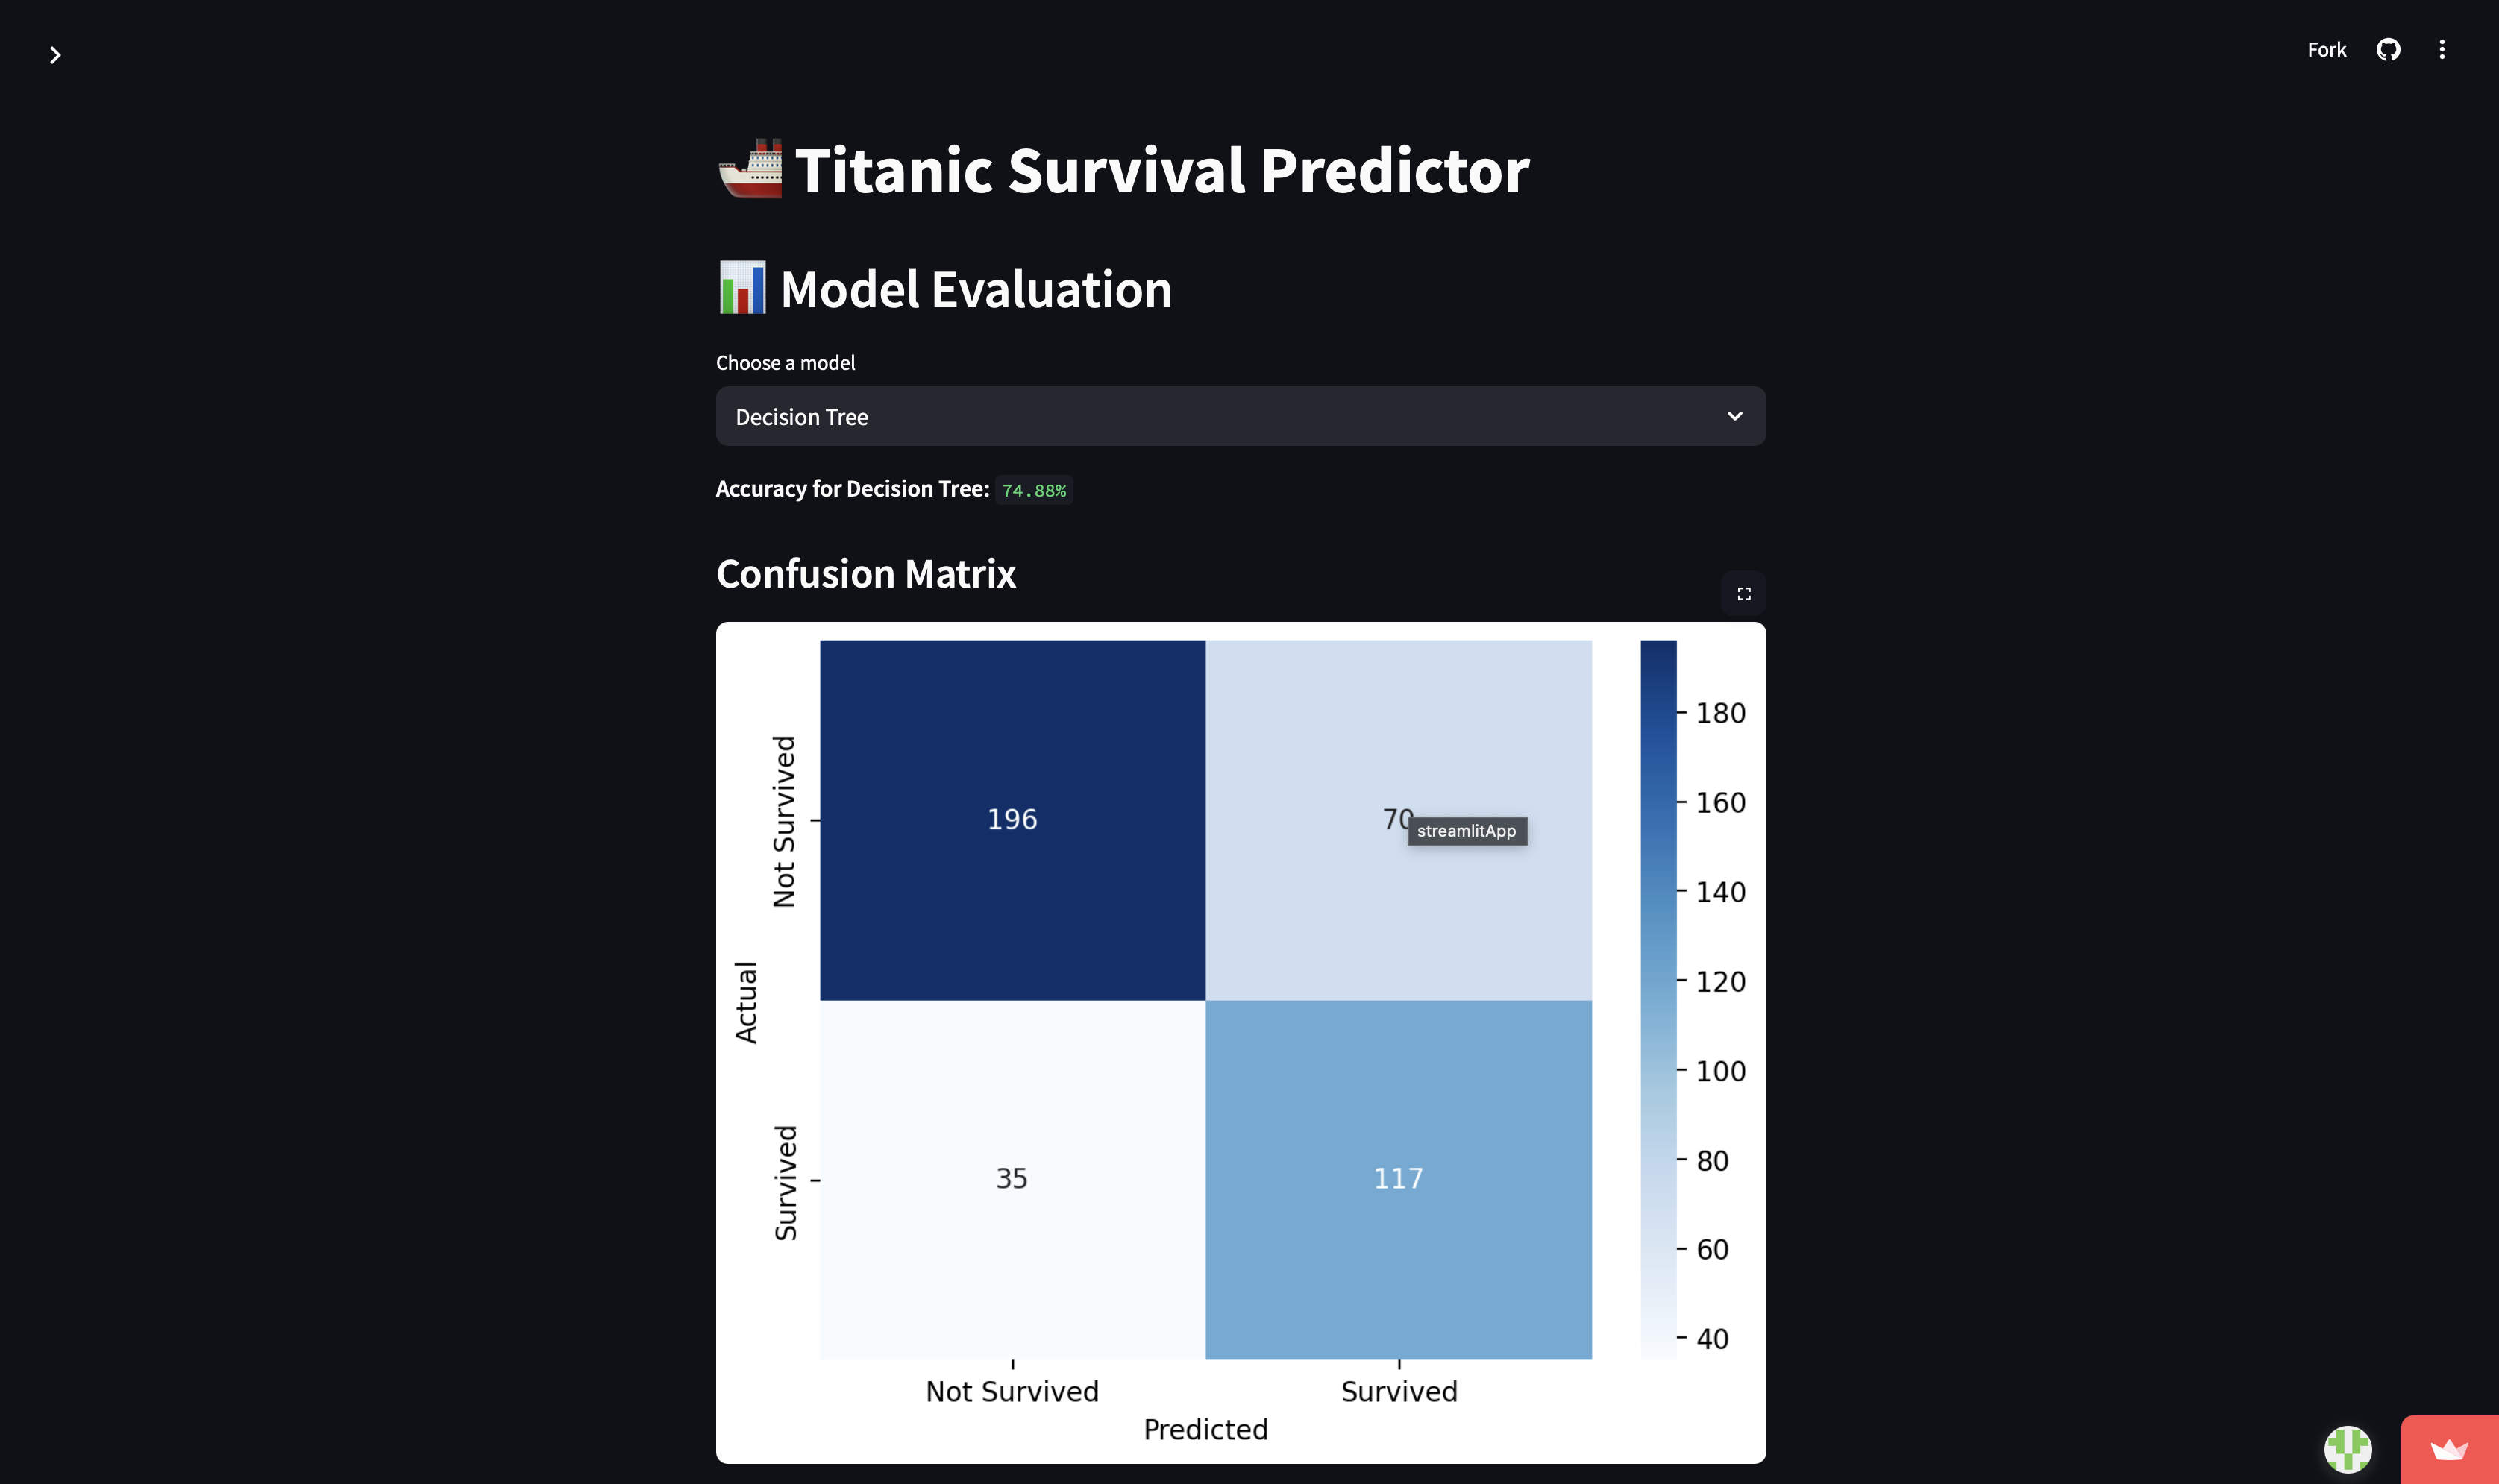 Fork
Titanic Survival Predictor
Model Evaluation
Choose a model
Decision Tree
Accuracy for Decision Tree: 74.88%
Confusion Matrix
Actual
Not Survived
Survived
196
70
streamlitApp
35
117
Not Survived
Survived
Predicted
180
160
140
120
100
80
60
40